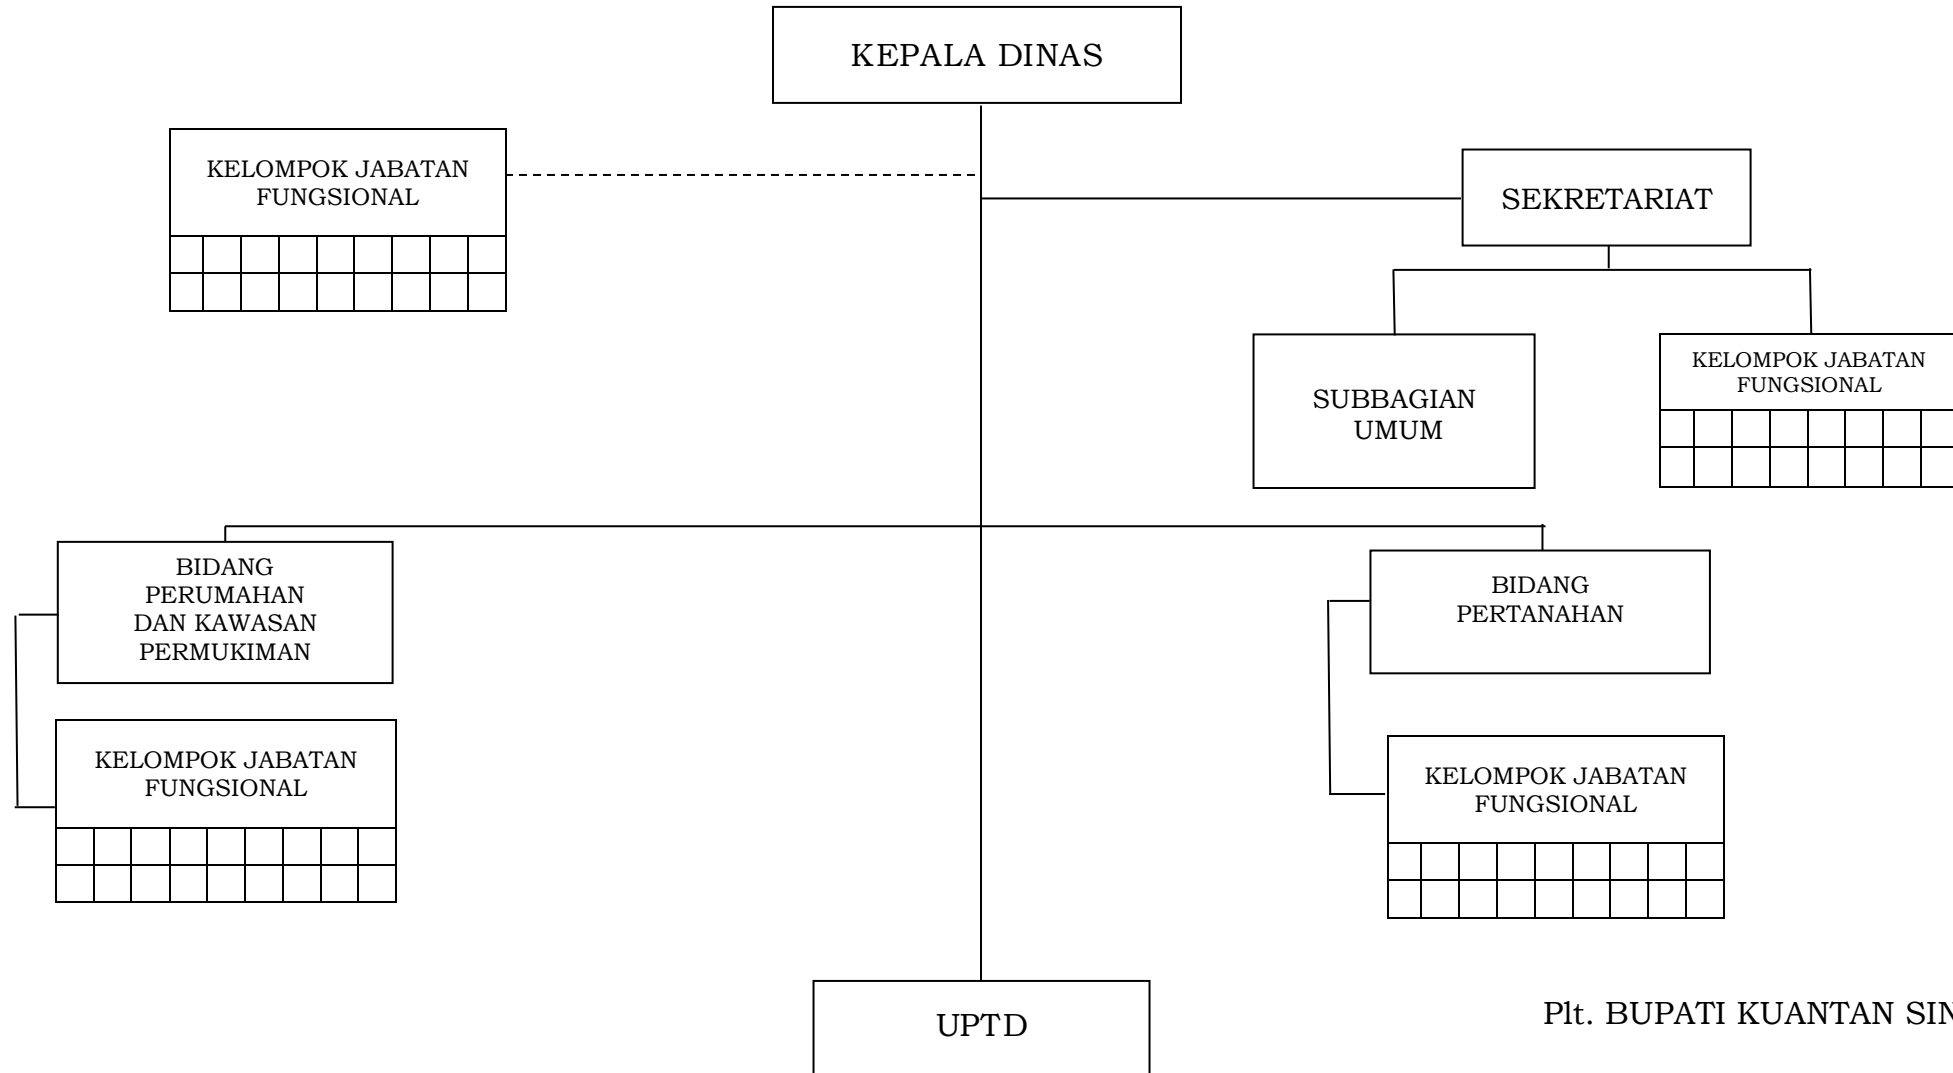 KEPALA DINAS
KELOMPOK JABATAN
FUNGSIONAL
SEKRETARIAT
SUBBAGIAN
UMUM
KELOMPOK JABATAN
FUNGSIONAL
BIDANG
PERUMAHAN
DAN KAWASAN
PERMUKIMAN
BIDANG
PERTANAHAN
KELOMPOK JABATAN
FUNGSIONAL
KELOMPOK JABATAN
FUNGSIONAL
UPTD
Plt. BUPATI KUANTAN